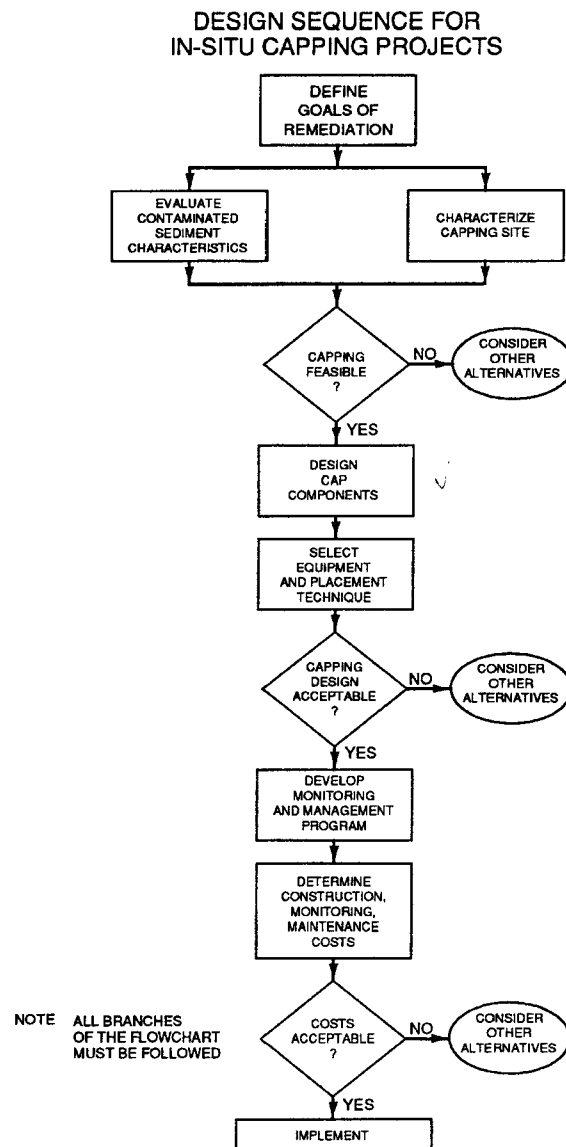 DESIGN SEQUENCE FOR
IN-SITU CAPPING PROJECTS
DEFINE
GOALS OF
REMEDIATION
EVALUATE
CONTAMINATED
SEDIMENT
CHARACTERISTICS
CHARACTERIZE
CAPPING SITE
CAPPING
FEASIBLE
?
NO
CONSIDER
OTHER
ALTERNATIVES
YES
DESIGN
CAP
COMPONENTS
SELECT
EQUIPMENT
AND PLACEMENT
TECHNIQUE
CAPPING
DESIGN
ACCEPTABLE
?
NO
CONSIDER
OTHER
ALTERNATIVES
YES
DEVELOP
MONITORING
AND MANAGEMENT
PROGRAM
DETERMINE
CONSTRUCTION,
MONITORING,
MAINTENANCE
COSTS
NOTE ALL BRANCHES
OF THE FLOWCHART
MUST BE FOLLOWED
COSTS
ACCEPTABLE
?
NO
CONSIDER
OTHER
ALTERNATIVES
YES
IMPLEMENT